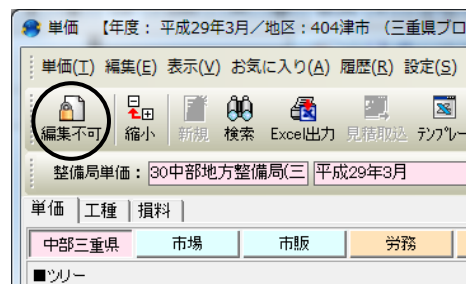 単価 【年度： 平成29年3月／地区：404津市 （三重県プロ
単価(T) 編集(E) 表示(V) お気に入り(A) 履歴(R) 設定(S)
編集不可 縮小 新規 検索 Excel出力 見積取込 テンプレー
整備局単価： 30中部地方整備局(三 平成29年3月
単価 工種 損料
中部三重県 市場 市販 労務
■ツリー